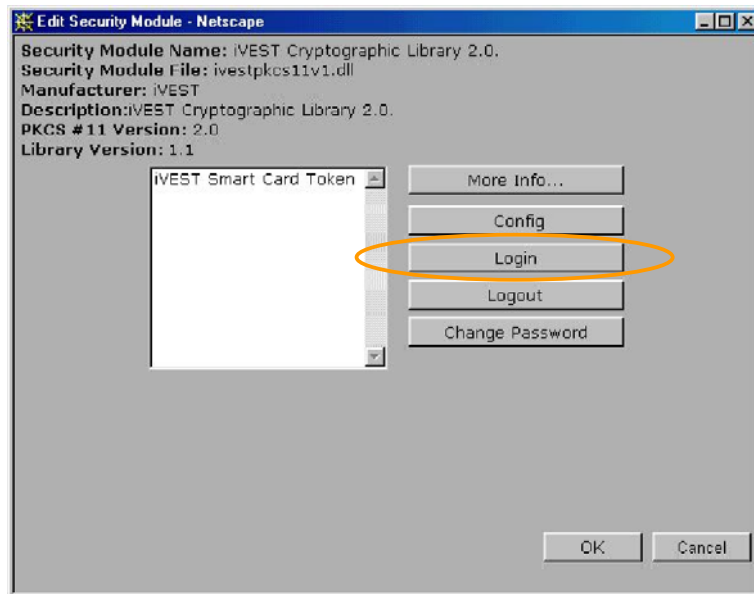 Edit Security Module - Netscape
Security Module Name: iVEST Cryptographic Library 2.0.
Security Module File: ivestpkcs11v1.dll
Manufacturer: iVEST
Description:iVEST Cryptographic Library 2.0.
PKCS #11 Version: 2.0
Library Version: 1.1
iVEST Smart Card Token
More Info...
Config
Login
Logout
Change Password
OK
Cancel